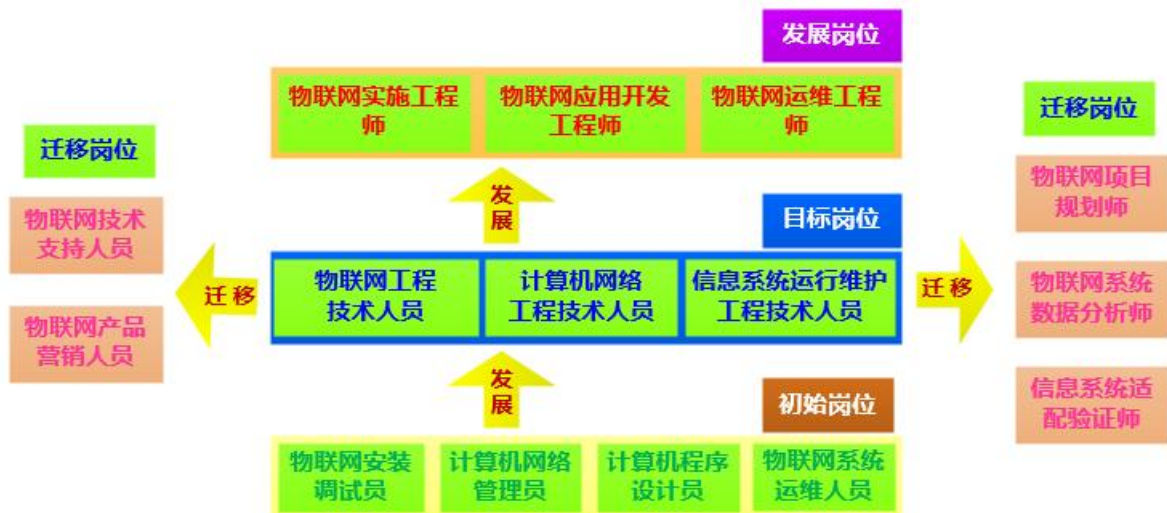 发展岗位
物联网实施工程
师
物联网应用开发
工程师
物联网运维工程
师
迁移岗位
物联网技术
支持人员
物联网产品
营销人员
迁移
发
展
目标岗位
物联网工程
技术人员
计算机网络
工程技术人员
信息系统运行维护
工程技术人员
迁移
迁移岗位
物联网项目
规划师
物联网系统
数据分析师
信息系统适
配验证师
发
展
初始岗位
物联网安装
调试员
计算机网络
管理员
计算机程序
设计员
物联网系统
运维人员